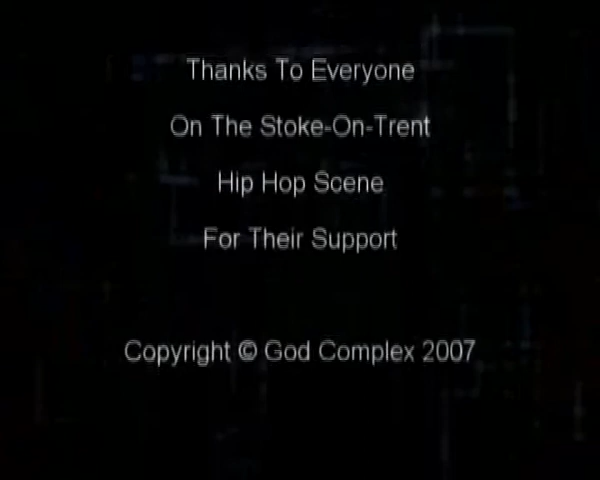 Thanks To Everyone
On The Stoke-On-Trent
Hip Hop Scene
For Their Support
Copyright © God Complex 2007